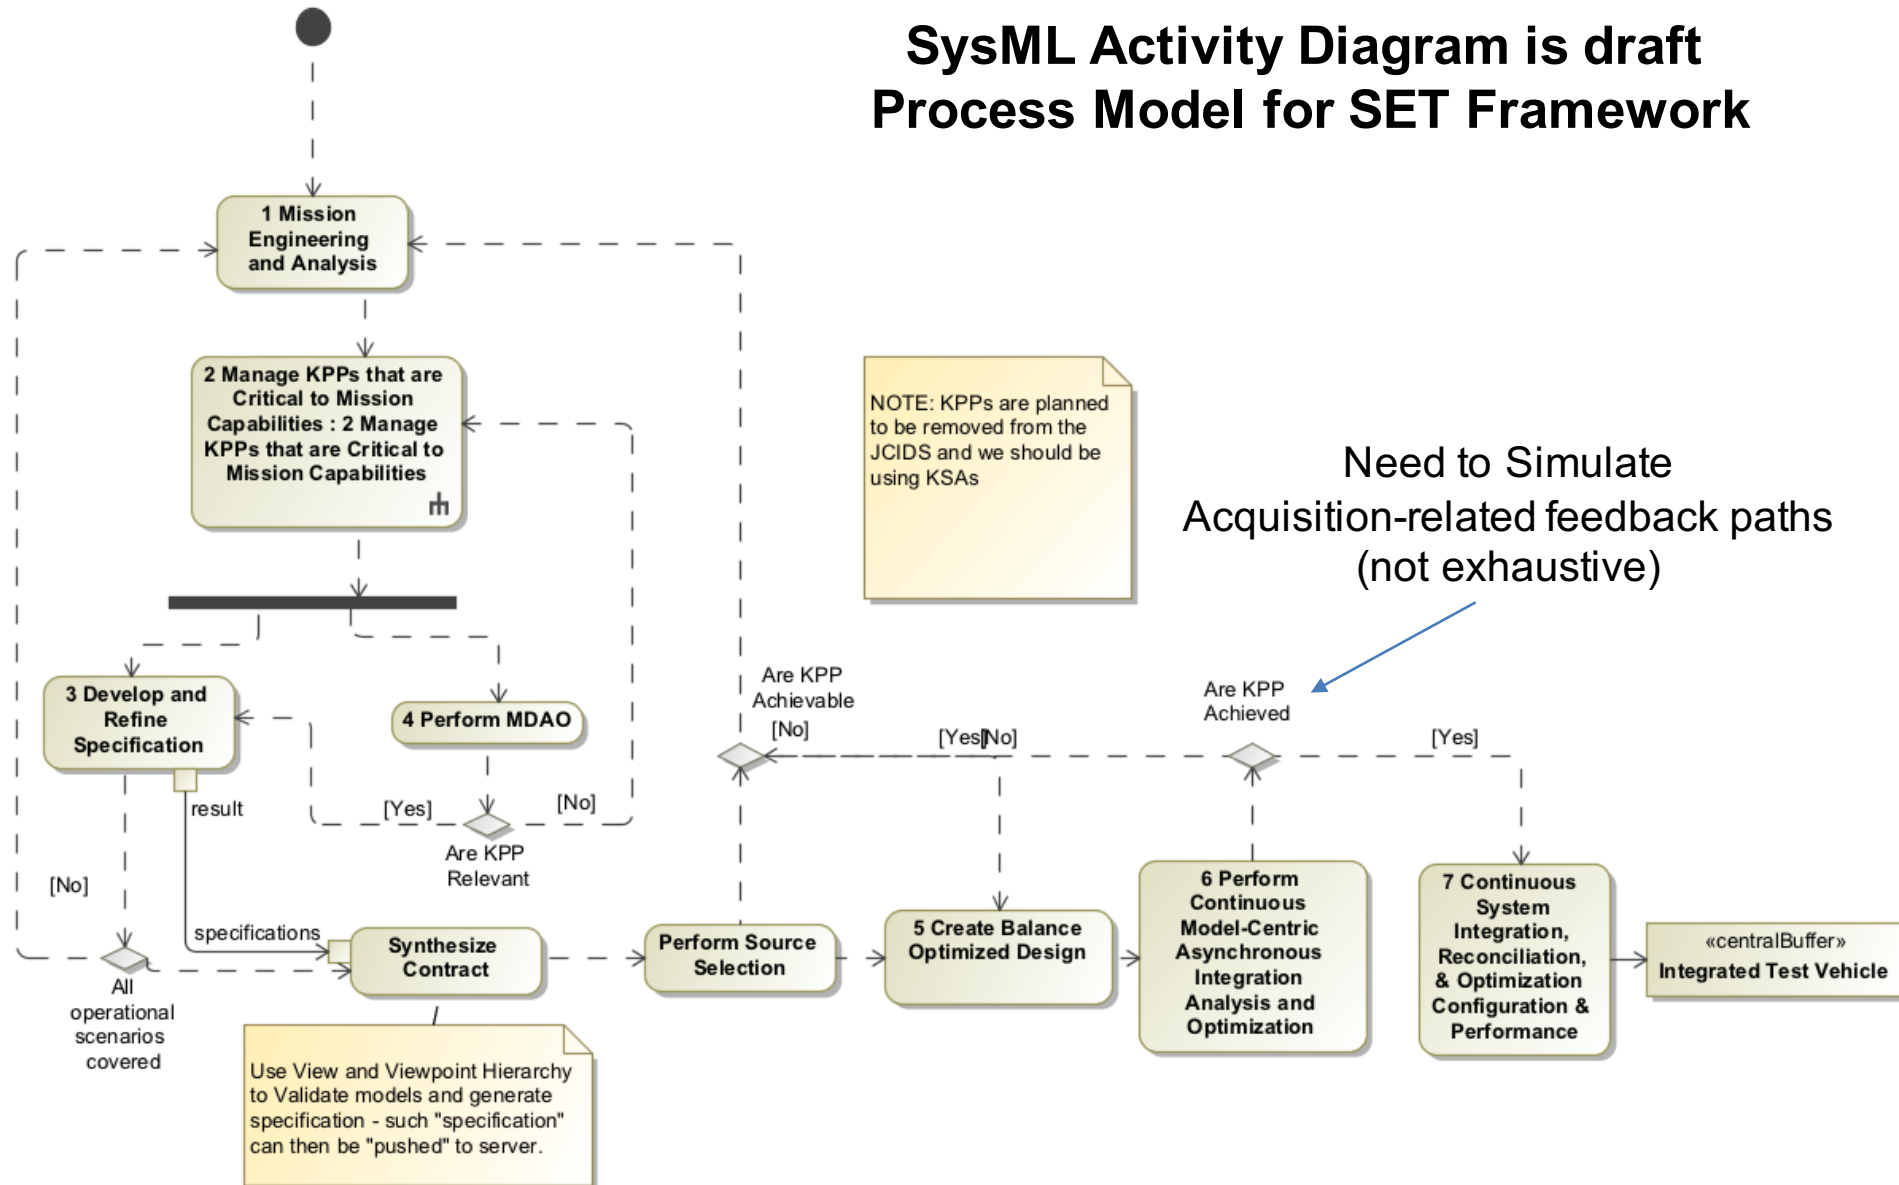 SysML Activity Diagram is draft
Process Model for SET Framework
1 Mission
Engineering
and Analysis
2 Manage KPPs that are
Critical to Mission
Capabilities : 2 Manage
KPPs that are Critical to
Mission Capabilities
NOTE: KPPs are planned
to be removed from the
JCIDS and we should be
using KSAs
Need to Simulate
Acquisition-related feedback paths
(not exhaustive)
3 Develop and
Refine
Specification
4 Perform MDAO
Are KPP
Achievable
[No]
[Yes]
[No]
Are KPP
Achieved
[Yes]
result
[Yes]
[No]
Are KPP
Relevant
[No]
specifications
All
operational
scenarios
covered
Synthesize
Contract
Perform Source
Selection
5 Create Balance
Optimized Design
6 Perform
Continuous
Model-Centric
Asynchronous
Integration
Analysis and
Optimization
7 Continuous
System
Integration,
Reconciliation,
& Optimization
Configuration &
Performance
«centralBuffer»
Integrated Test Vehicle
Use View and Viewpoint Hierarchy
to Validate models and generate
specification - such "specification"
can then be "pushed" to server.